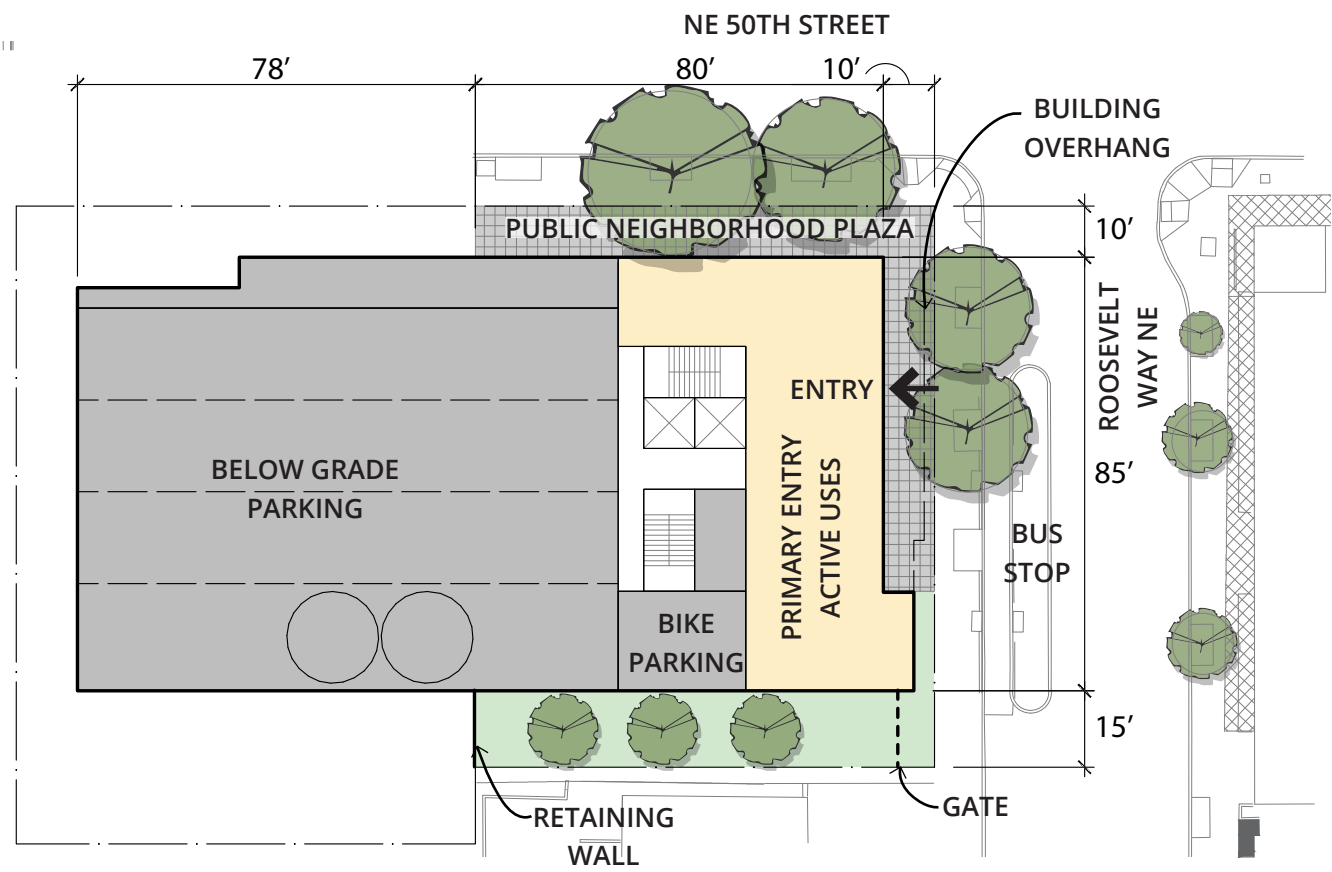 NE 50TH STREET
78’
80’
10’
BUILDING
OVERHANG
PUBLIC NEIGHBORHOOD PLAZA
10’
ROOSEVELT
WAY NE
ENTRY
BELOW GRADE
PARKING
PRIMARY ENTRY
ACTIVE USES
85’
BUS
STOP
BIKE
PARKING
15’
RETAINING
WALL
GATE